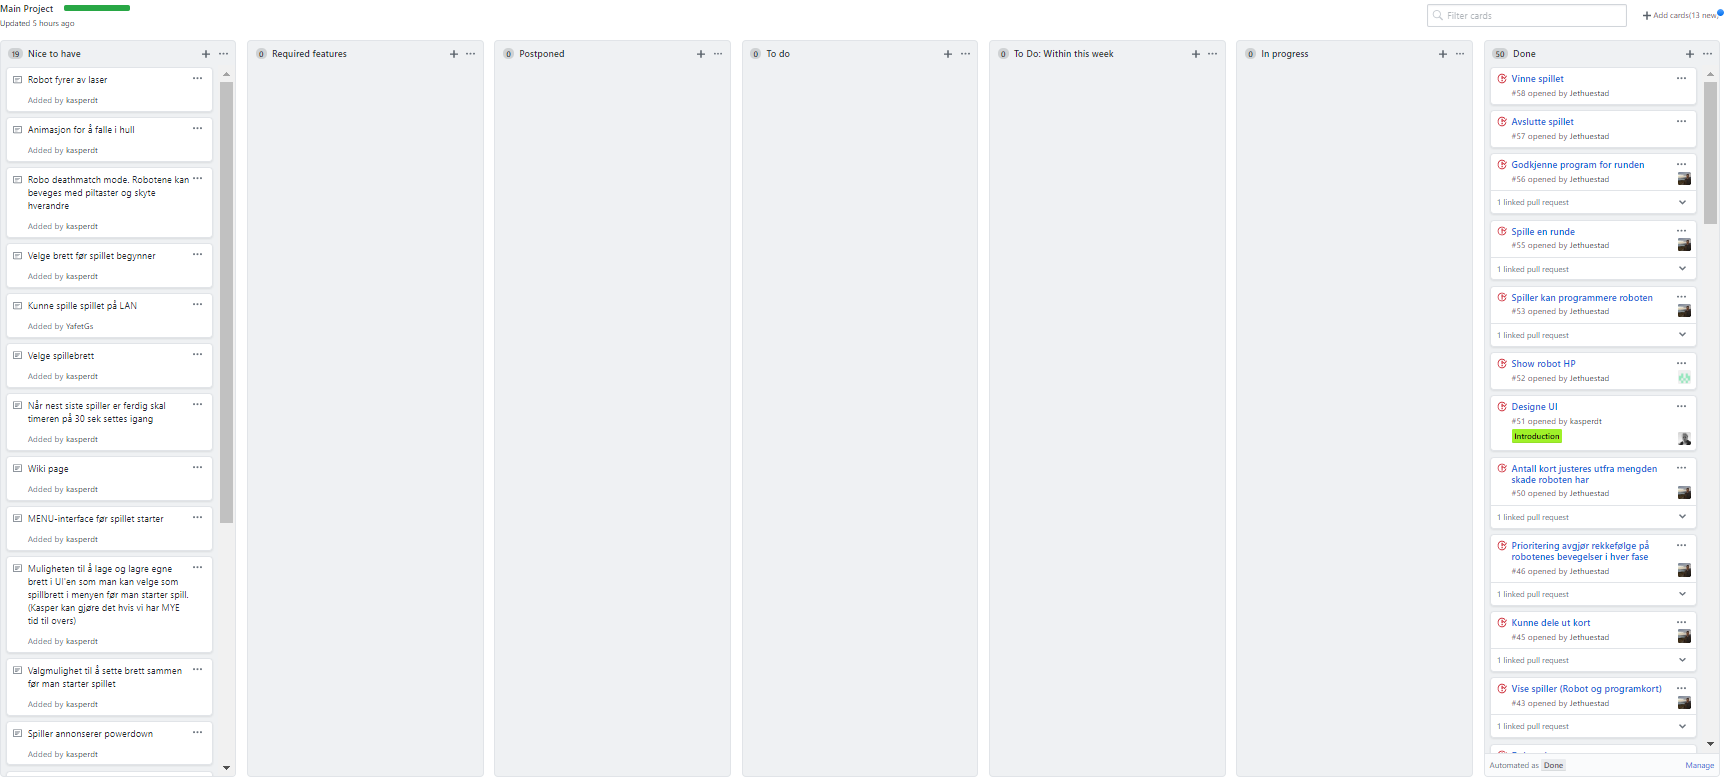 Main Project
Updated 5 hours ago
Filter cards
Add cards(13 new)
19 Nice to have
Robot fyrer av laser
Added by kasperdt
Animasjon for å falle i hull
Added by kasperdt
Robo deathmatch mode. Robotene kan
beveges med piltaster og skyte
hverandre
Added by kasperdt
Velge brett før spillet begynner
Added by kasperdt
Kunne spille spillet på LAN
Added by YafetGs
Velge spillebrett
Added by kasperdt
Når nest siste spiller er ferdig skal
timeren på 30 sek settes igang
Added by kasperdt
Wiki page
Added by kasperdt
MENU-interface før spillet starter
Added by kasperdt
Muligheten til å lage og lagre egne
brett i UI'en som man kan velge som
spillbrett i menyen før man starter spill.
(Kasper kan gjøre det hvis vi har MYE
tid til overs)
Added by kasperdt
Valgmulighet til å sette brett sammen
før man starter spillet
Added by kasperdt
Spiller annonserer powerdown
Added by kasperdt
0 Required features
0 Postponed
0 To do
0 To Do: Within this week
0 In progress
50 Done
Vinne spillet
#58 opened by Jethuestad
Avslutte spillet
#57 opened by Jethuestad
Godkjenne program for runden
#56 opened by Jethuestad
1 linked pull request
Spille en runde
#55 opened by Jethuestad
1 linked pull request
Spiller kan programmere roboten
#53 opened by Jethuestad
1 linked pull request
Show robot HP
#52 opened by Jethuestad
Designe UI
#51 opened by kasperdt
Introduction
Antall kort justeres utfra mengden
skade roboten har
#50 opened by Jethuestad
1 linked pull request
Prioritering avgjør rekkefølge på
robotenes bevegelser i hver fase
#46 opened by Jethuestad
1 linked pull request
Kunne dele ut kort
#45 opened by Jethuestad
1 linked pull request
Vise spiller (Robot og programkort)
#43 opened by Jethuestad
1 linked pull request
Automated as Done
Manage